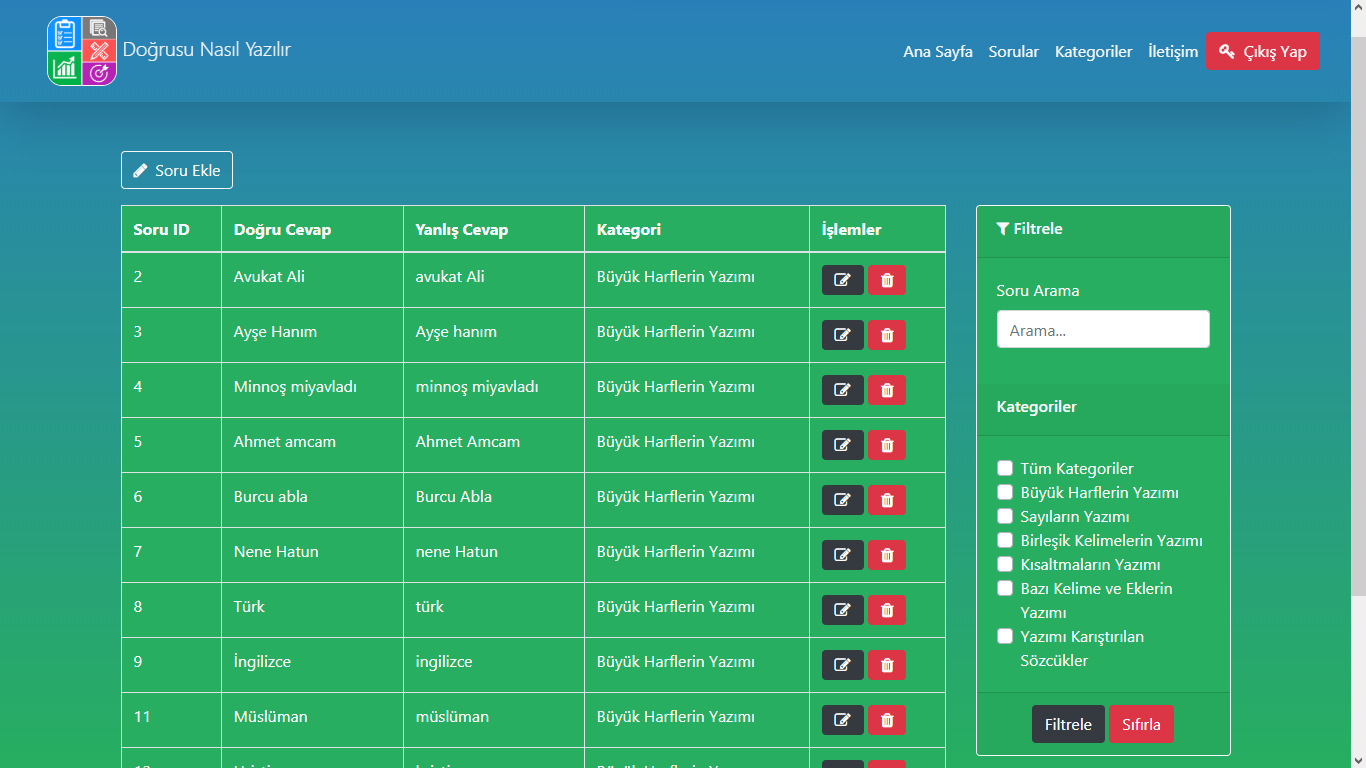 Doğrusu Nasıl Yazılır
Ana Sayfa Sorular Kategoriler İletişim Çıkış Yap
Soru Ekle
Soru ID Doğru Cevap Yanlış Cevap Kategori İşlemler
2 Avukat Ali avukat Ali Büyük Harflerin Yazımı
3 Ayşe Hanım Ayşe hanım Büyük Harflerin Yazımı
4 Minnoş miyavladı minnoş miyavladı Büyük Harflerin Yazımı
5 Ahmet amcam Ahmet Amcam Büyük Harflerin Yazımı
6 Burcu abla Burcu Abla Büyük Harflerin Yazımı
7 Nene Hatun nene Hatun Büyük Harflerin Yazımı
8 Türk türk Büyük Harflerin Yazımı
9 İngilizce ingilizce Büyük Harflerin Yazımı
11 Müslüman müslüman Büyük Harflerin Yazımı
Filtrele
Soru Arama
Arama...
Kategoriler
Tüm Kategoriler
Büyük Harflerin Yazımı
Sayıların Yazımı
Birleşik Kelimelerin Yazımı
Kısaltmaların Yazımı
Bazı Kelime ve Eklerin
Yazımı
Yazımı Karıştırılan
Sözcükler
Filtrele Sıfırla